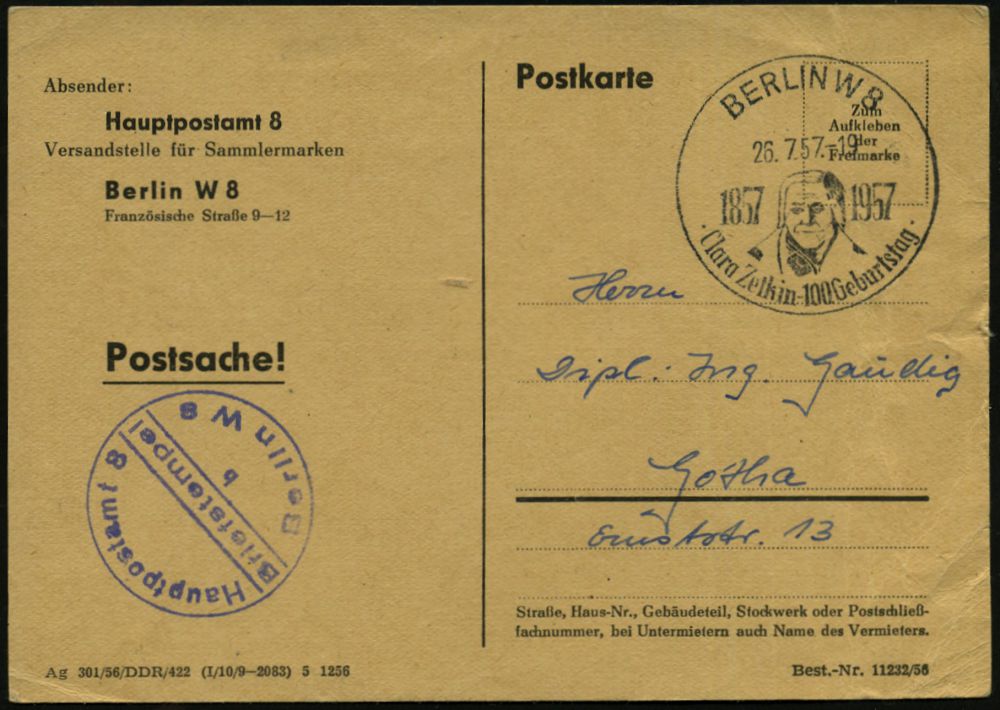 Absender:
Hauptpostamt 8
Versandstelle für Sammlermarken
Berlin W 8
Französische Straße 9—12
Postsache!
Hauptpostamt 8
Briefstempel
b
Berlin W 8
Ag 301/56/DDR/422 (I/10/9—2083) 5 1256
Postkarte
BERLIN W 8
Zum
Aufkleben
der
Freimarke
26.7.57.-19
1857 1957
· Clara Zetkin-100.Geburtstag ·
Herrn
Dipl.-Ing. Gaudig
Gotha
Ernststr. 13
Straße, Haus-Nr., Gebäudeteil, Stockwerk oder Postschließ-
fachnummer, bei Untermietern auch Name des Vermieters.
Best.-Nr. 11232/56